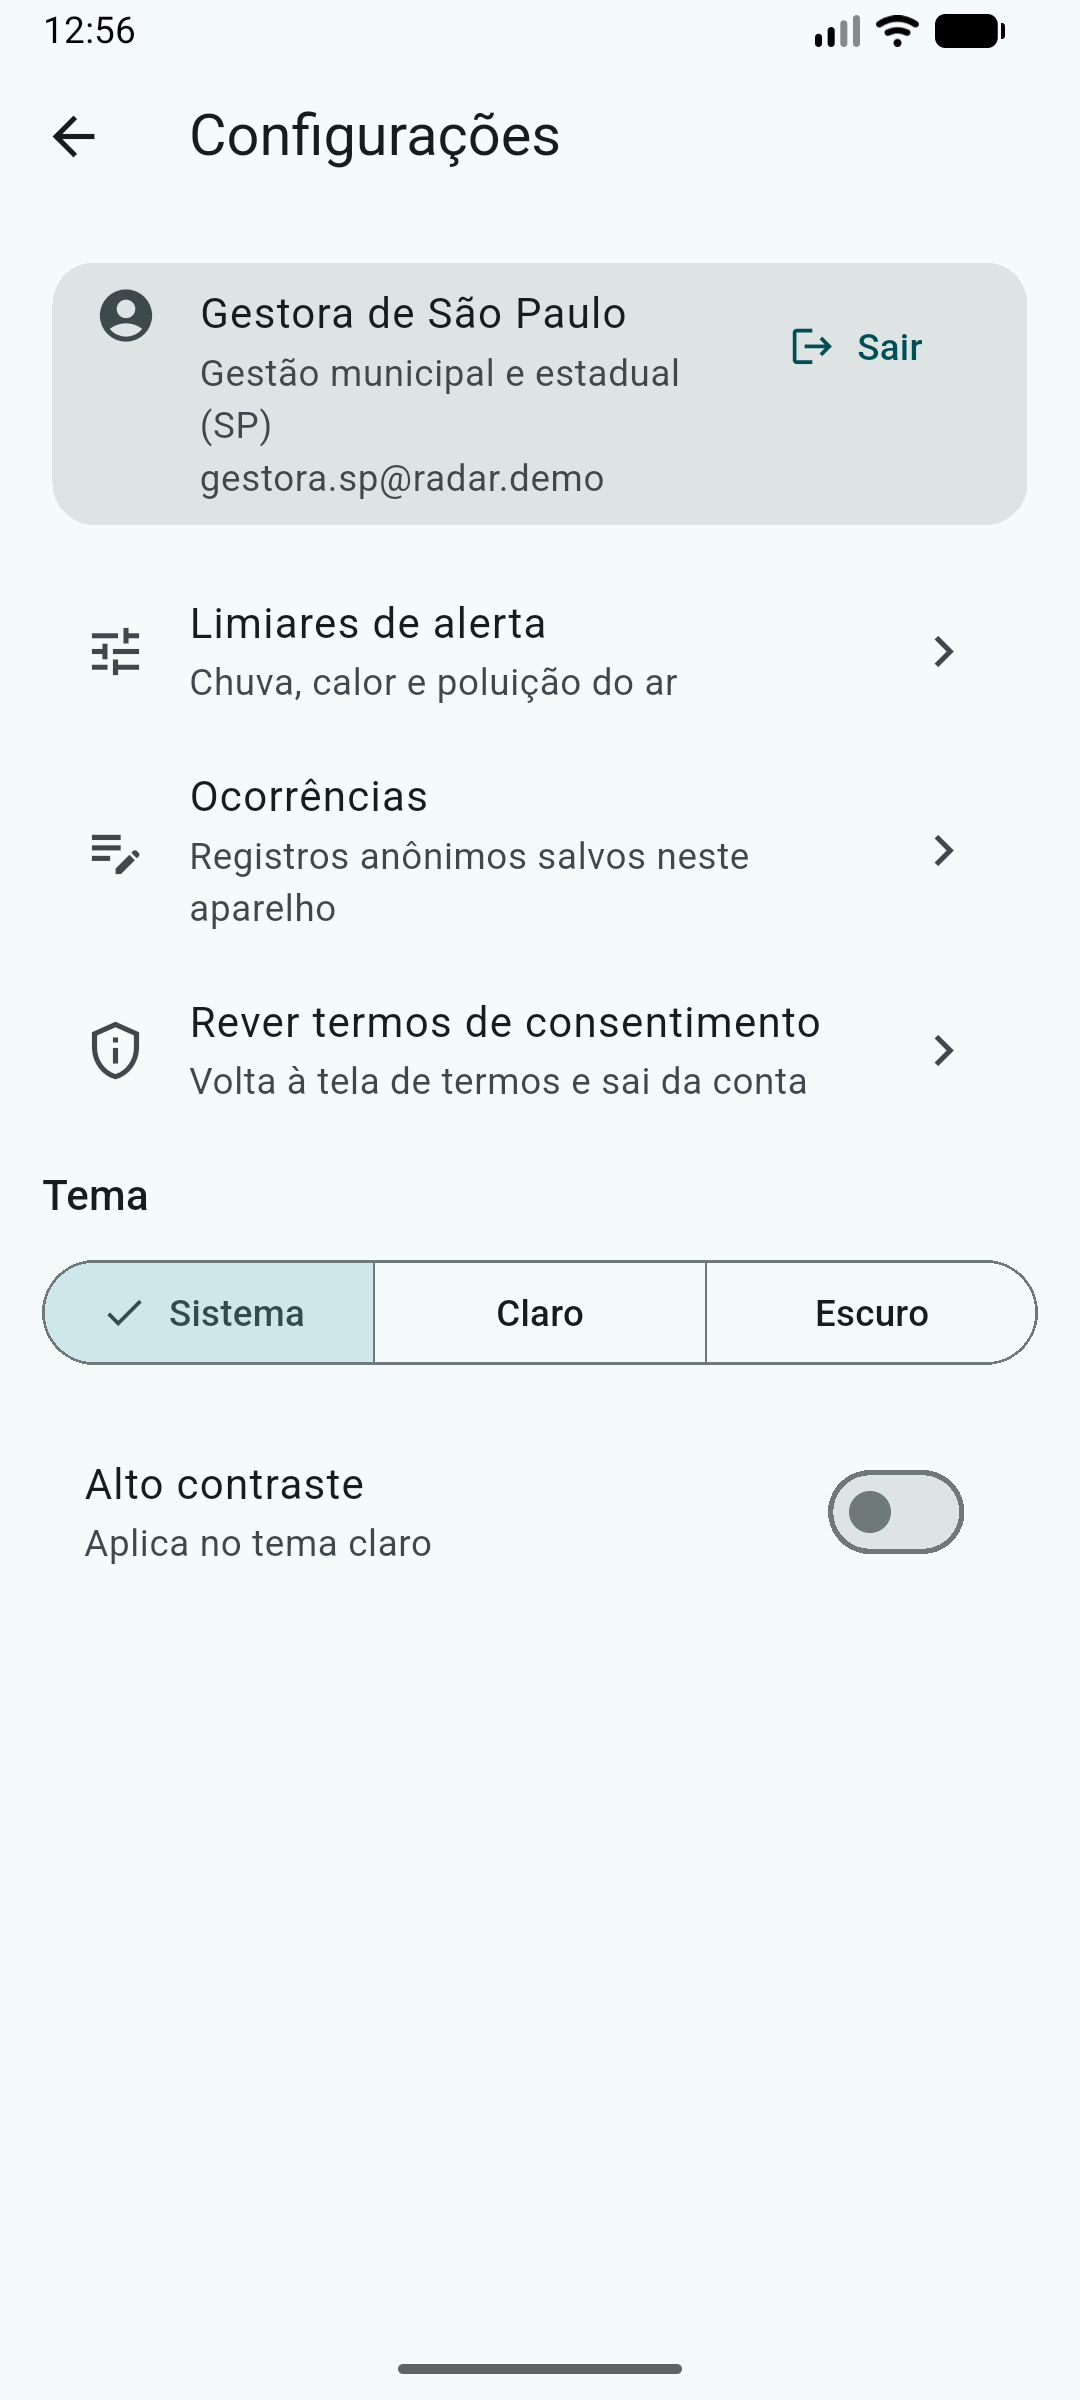 12:56
Configurações
Gestora de São Paulo
Gestão municipal e estadual
(SP)
gestora.sp@radar.demo
Sair
Limiares de alerta
Chuva, calor e poluição do ar
Ocorrências
Registros anônimos salvos neste
aparelho
Rever termos de consentimento
Volta à tela de termos e sai da conta
Tema
Sistema
Claro
Escuro
Alto contraste
Aplica no tema claro